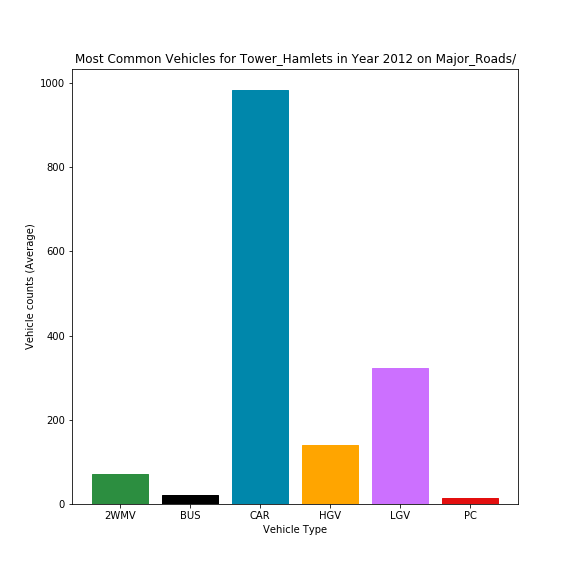 Most Common Vehicles for Tower_Hamlets in Year 2012 on Major_Roads/
1000
800
600
400
200
0
Vehicle counts (Average)
2WMV BUS CAR HGV LGV PC
Vehicle Type